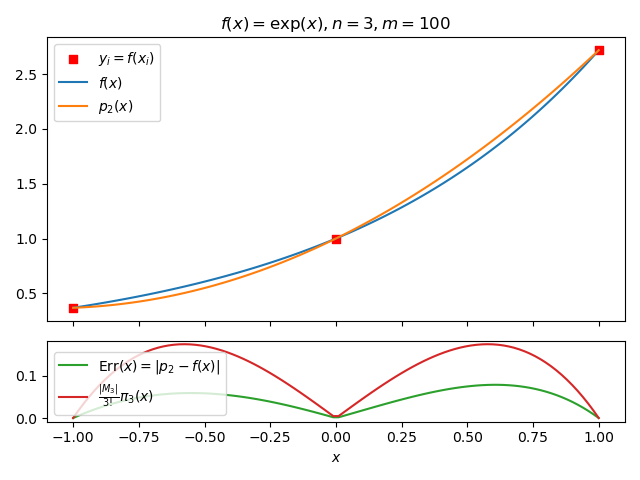 f(x) = exp(x), n = 3, m = 100
y_i = f(x_i)
f(x)
p_2(x)
2.5
2.0
1.5
1.0
0.5
Err(x) = |p_2 − f(x)|
|M_3|/3! π_3(x)
0.1
0.0
−1.00 −0.75 −0.50 −0.25 0.00 0.25 0.50 0.75 1.00
x